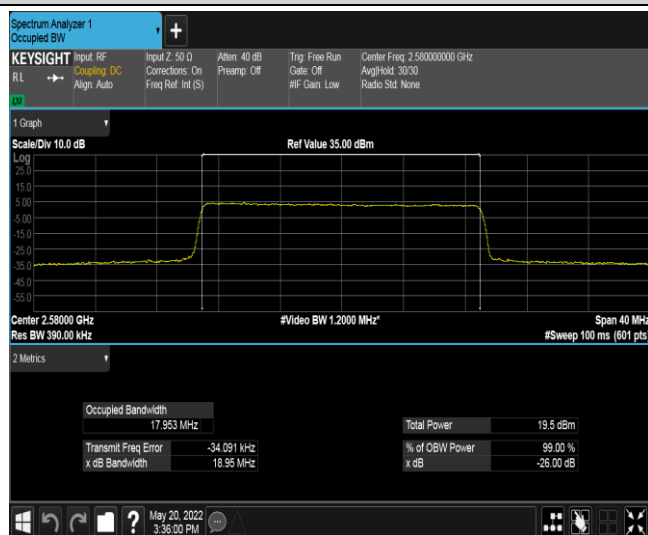 Spectrum Analyzer 1
Occupied BW
+
KEYSIGHT Input: RF Input Z: 50 Ω Atten: 40 dB Trig: Free Run Center Freq: 2.580000000 GHz
RL Coupling: DC Corrections: On Preamp: Off Gate: Off Avg|Hold: 30/30
Align: Auto Freq Ref: Int (S) #IF Gain: Low Radio Std: None
LXI
1 Graph
Scale/Div 10.0 dB Ref Value 35.00 dBm
Log
25.0
15.0
5.00
-5.00
-15.0
-25.0
-35.0
-45.0
-55.0
Center 2.58000 GHz #Video BW 1.2000 MHz* Span 40 MHz
Res BW 390.00 kHz #Sweep 100 ms (601 pts)
2 Metrics
Occupied Bandwidth
17.953 MHz Total Power 19.5 dBm
Transmit Freq Error -34.091 kHz % of OBW Power 99.00 %
x dB Bandwidth 18.95 MHz x dB -26.00 dB
? May 20, 2022
3:36:00 PM